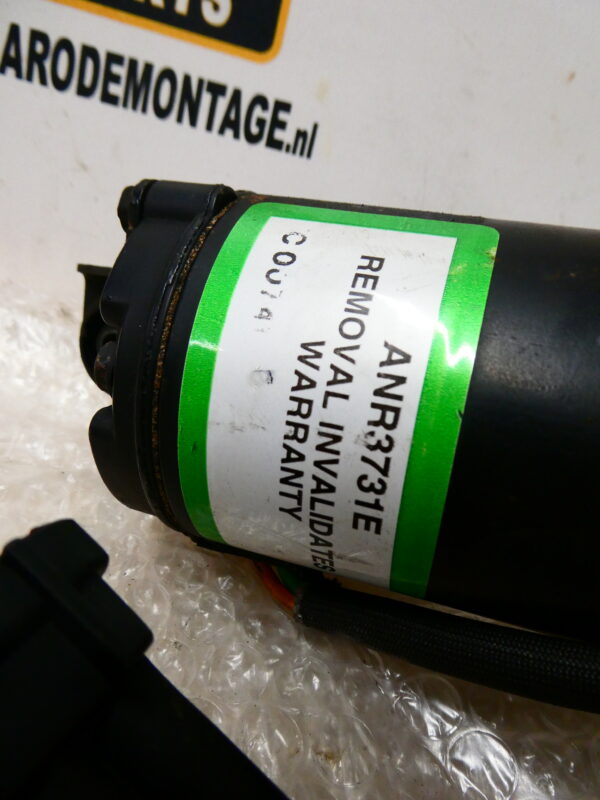 ARODEMONTAGE.nl
ANR3731E
REMOVAL INVALIDATES
WARRANTY